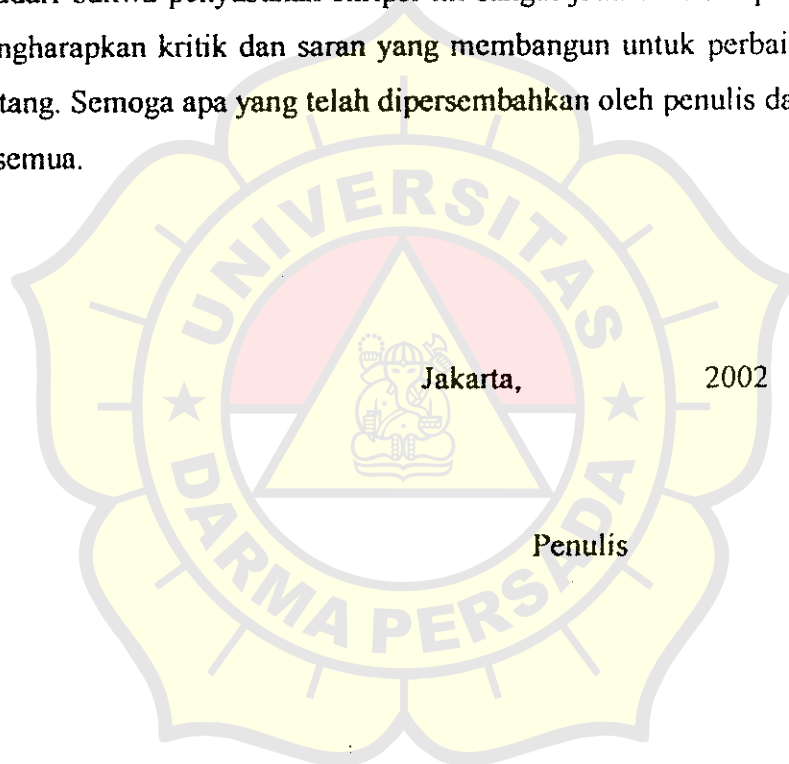 ngharapkan kritik dan saran yang membangun untuk perbai
tang. Semoga apa yang telah dipersembahkan oleh penulis da
semua.
UNIVERSITAS
Jakarta, 2002
Penulis
DARMA PERSADA